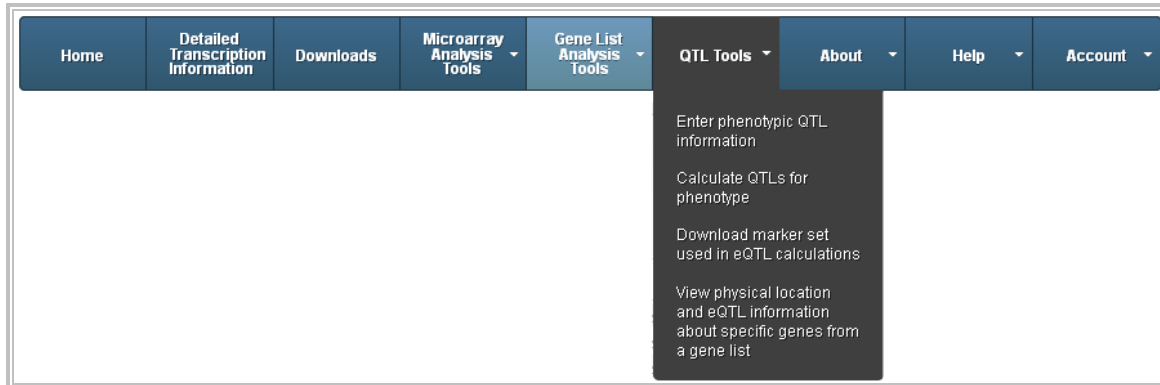 Home
Detailed
Transcription
Information
Downloads
Microarray
Analysis
Tools
Gene List
Analysis
Tools
QTL Tools
About
Help
Account
Enter phenotypic QTL
information
Calculate QTLs for
phenotype
Download marker set
used in eQTL calculations
View physical location
and eQTL information
about specific genes from
a gene list